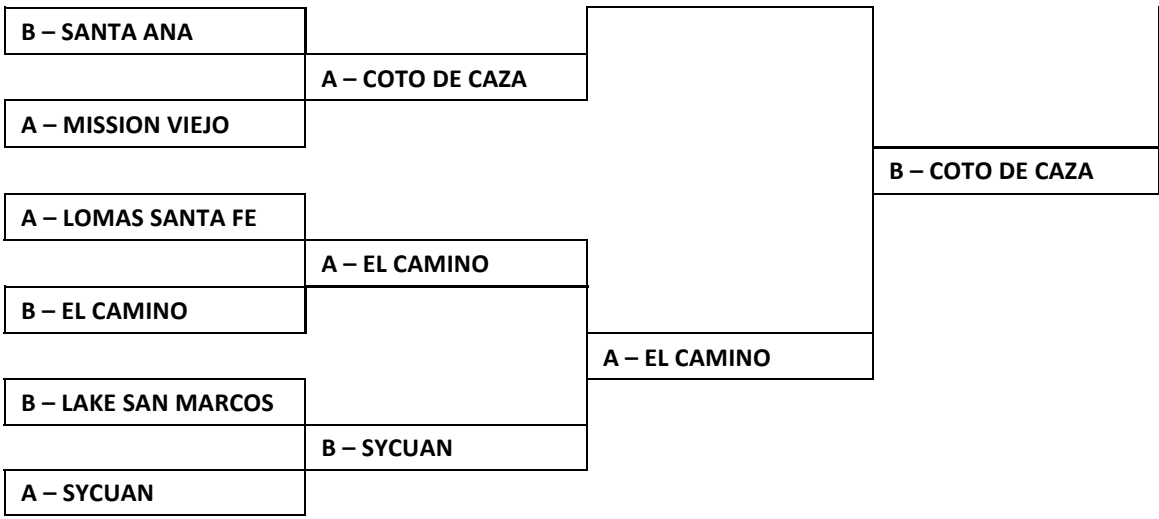 B – SANTA ANA
A – COTO DE CAZA
A – MISSION VIEJO
B – COTO DE CAZA
A – LOMAS SANTA FE
A – EL CAMINO
B – EL CAMINO
A – EL CAMINO
B – LAKE SAN MARCOS
B – SYCUAN
A – SYCUAN